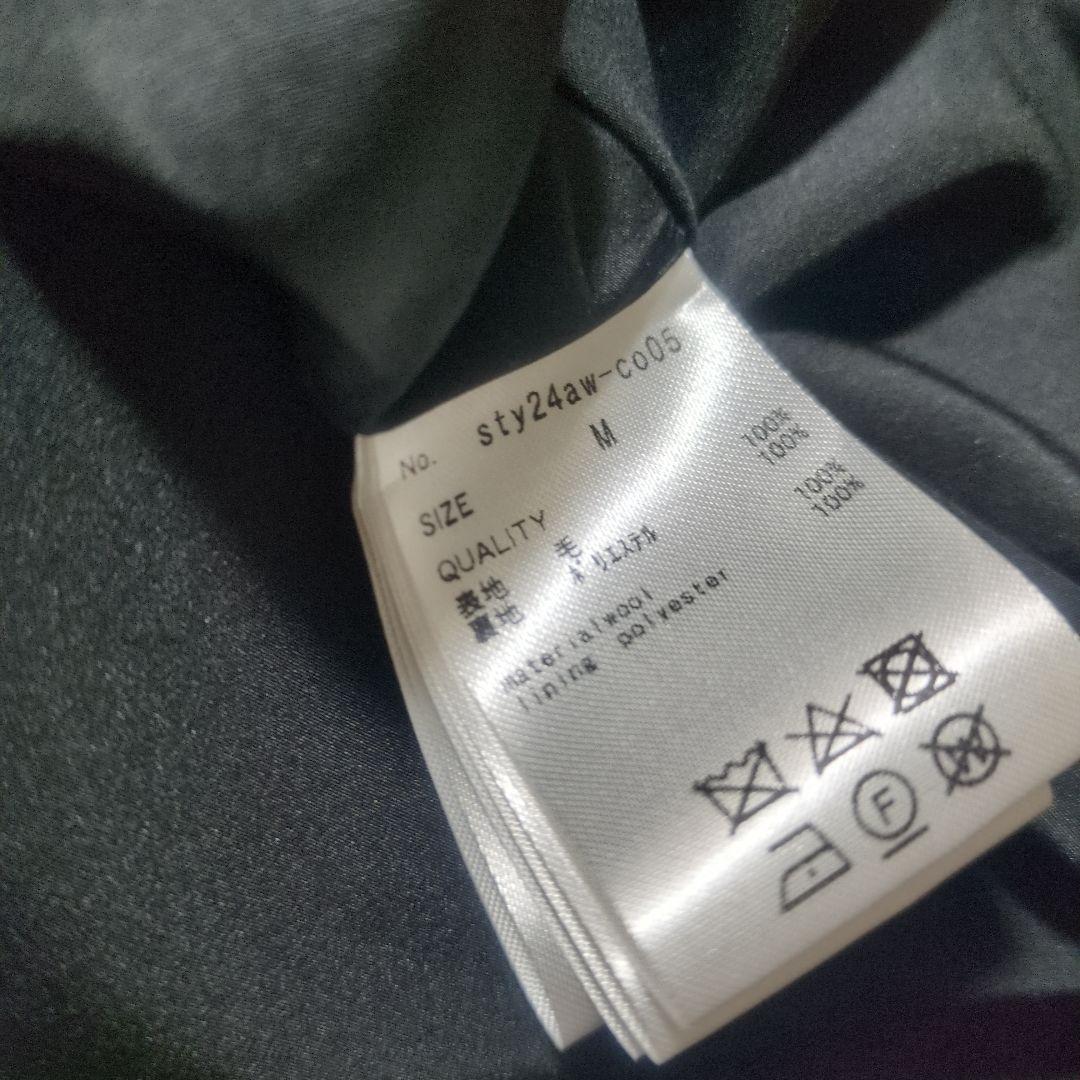 No. sty24aw-co05
SIZE M
QUALITY
表地 毛 100%
裏地 ポリエステル 100%
Material wool 100%
lining polyester 100%
F
W